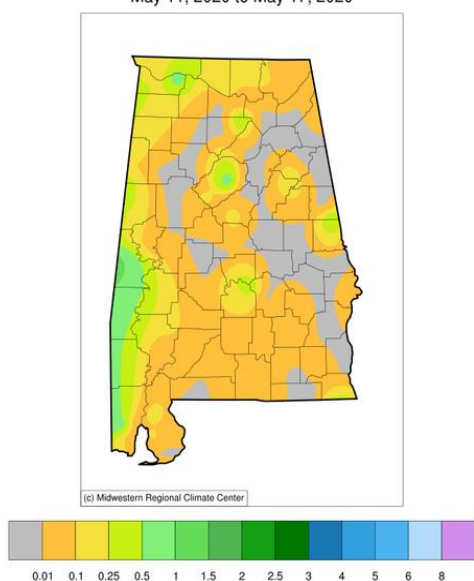 May 11, 2020 to May 17, 2020
(c) Midwestern Regional Climate Center
0.01 0.1 0.25 0.5 1 1.5 2 2.5 3 4 5 6 8